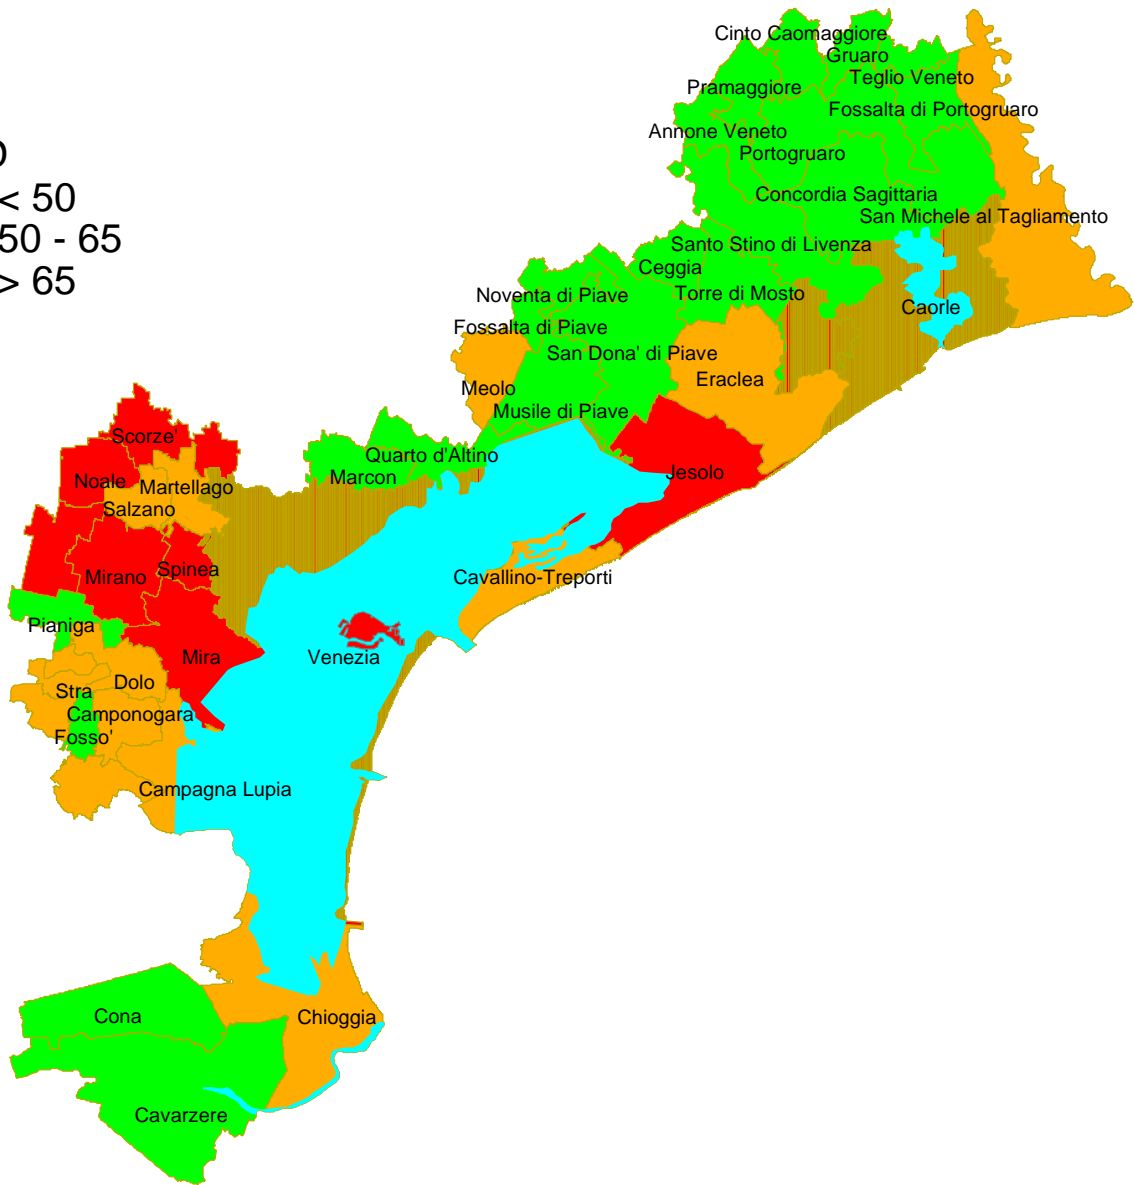 Cinto Caomaggiore
Gruaro
Teglio Veneto
Pramaggiore
Fossalta di Portogruaro
Annone Veneto
Portogruaro
< 50
Concordia Sagittaria
San Michele al Tagliamento
50 - 65
Santo Stino di Livenza
Ceggia
> 65
Torre di Mosto
Noventa di Piave
Caorle
Fossalta di Piave
San Dona' di Piave
Eraclea
Meolo
Musile di Piave
Scorze'
Quarto d'Altino
Marcon
Jesolo
Noale
Martellago
Salzano
Spinea
Mirano
Cavallino-Treporti
Pianiga
Mira
Venezia
Dolo
Stra
Camponogara
Fosso'
Campagna Lupia
Cona
Chioggia
Cavarzere